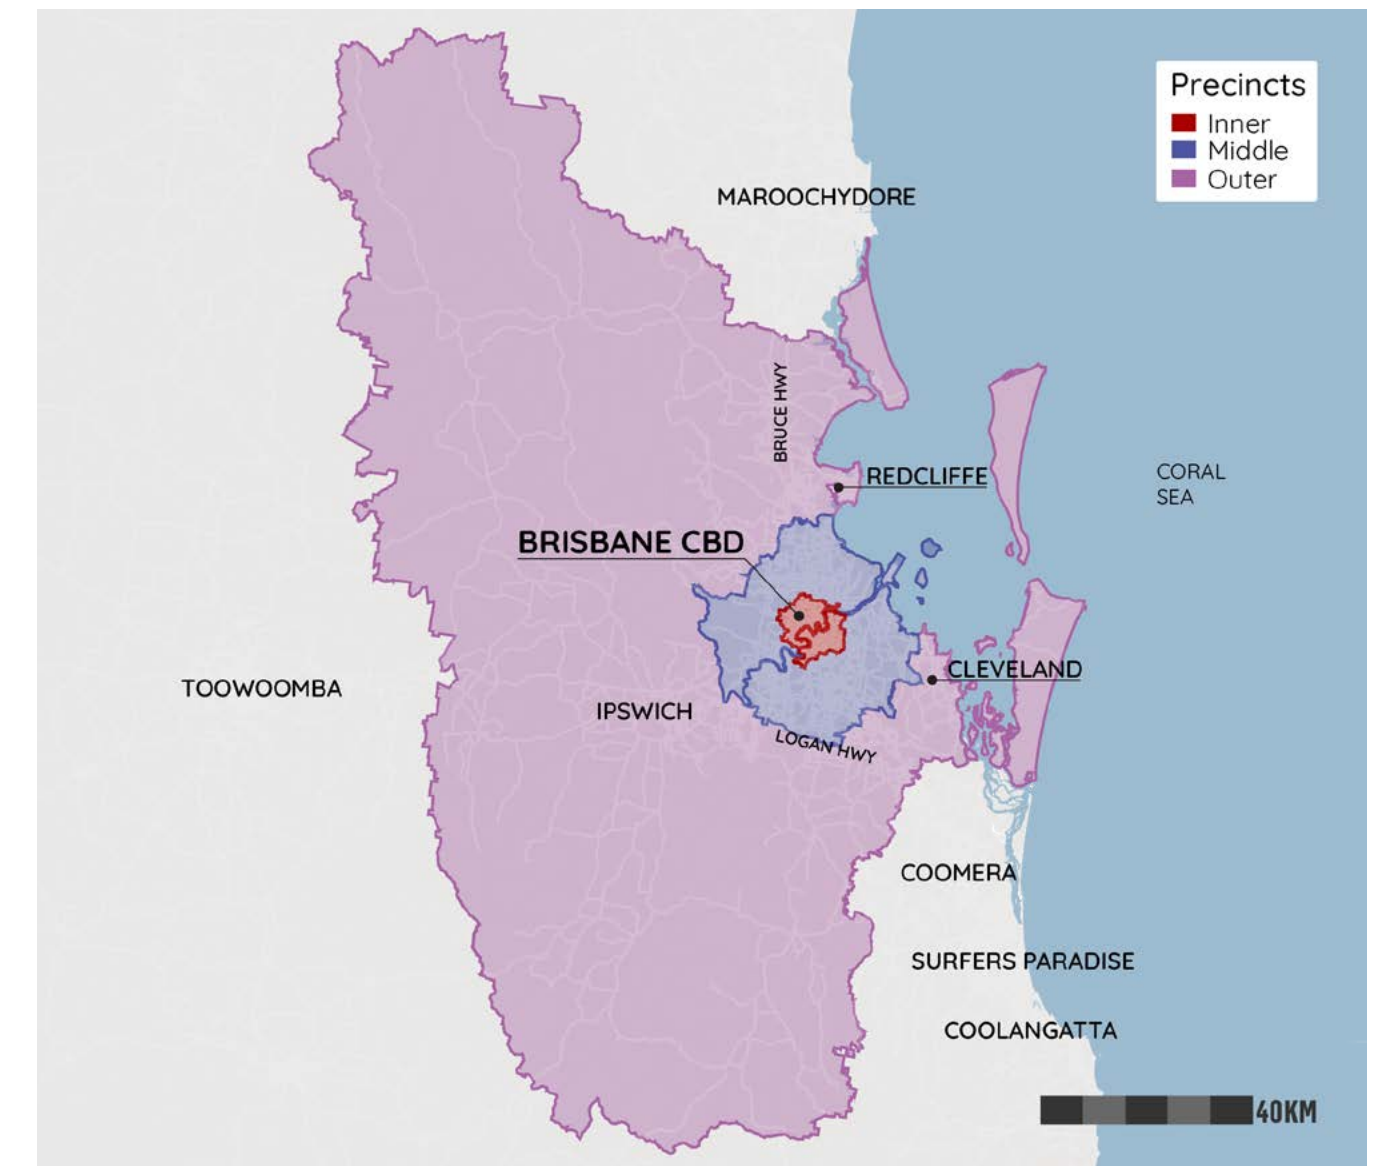 Precincts
Inner
Middle
Outer
MAROOCHYDORE
BRUCE HWY
REDCLIFFE
CORAL
SEA
BRISBANE CBD
CLEVELAND
TOOWOOMBA
IPSWICH
LOGAN HWY
COOMERA
SURFERS PARADISE
COOLANGATTA
40KM